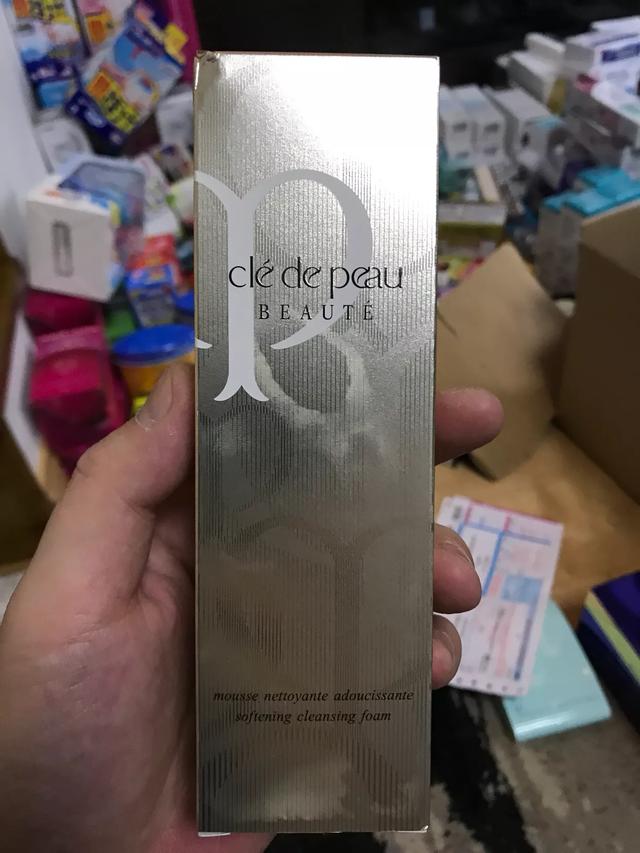 clé de peau
BEAUTÉ
mousse nettoyante adoucissante
softening cleansing foam